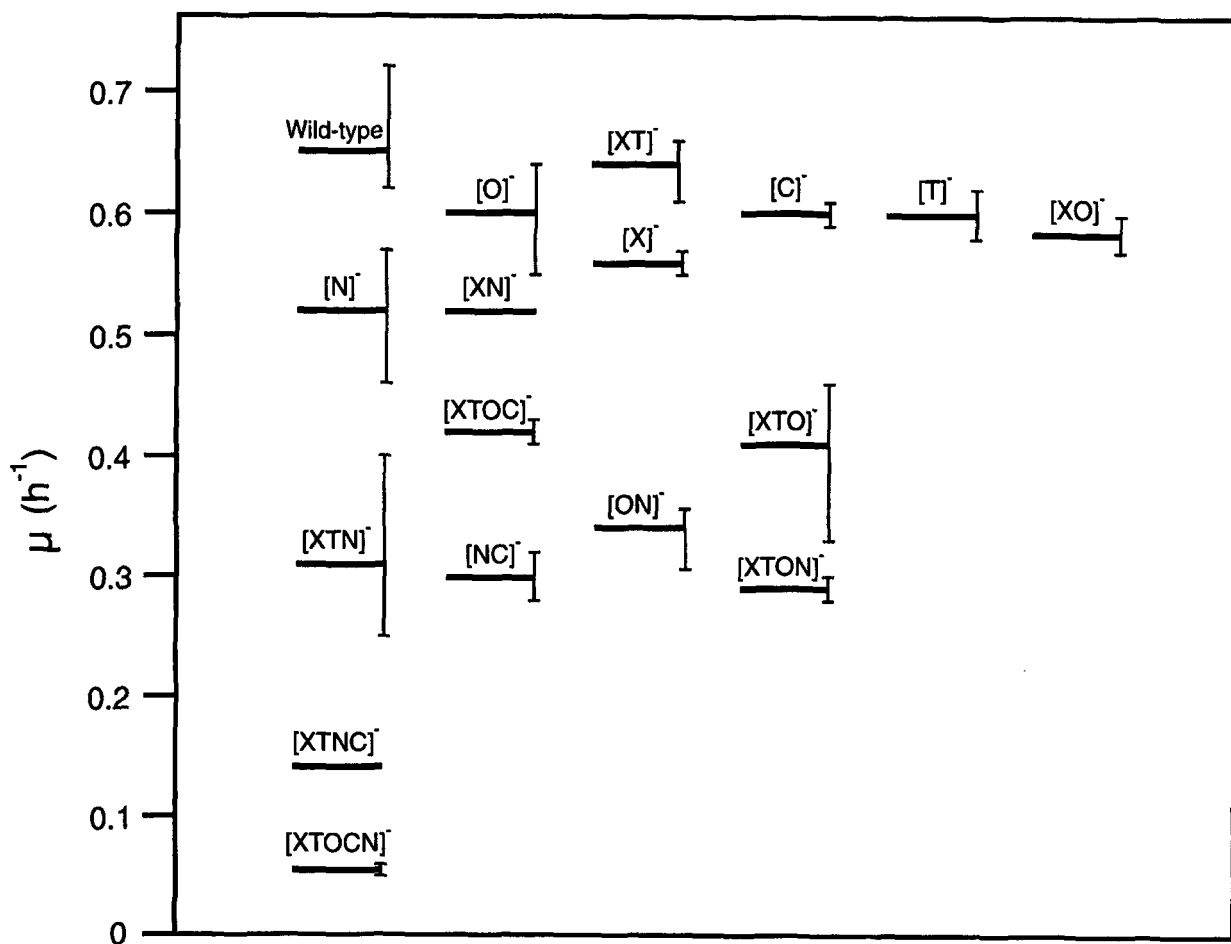 0.7
0.6
0.5
0.4
0.3
0.2
0.1
0
μ (h⁻¹)
Wild-type
[O]⁻
[XT]⁻
[X]⁻
[C]⁻
[T]⁻
[XO]⁻
[N]⁻
[XN]⁻
[XTOC]⁻
[XTO]⁻
[XTN]⁻
[NC]⁻
[ON]⁻
[XTON]⁻
[XTNC]⁻
[XTOCN]⁻